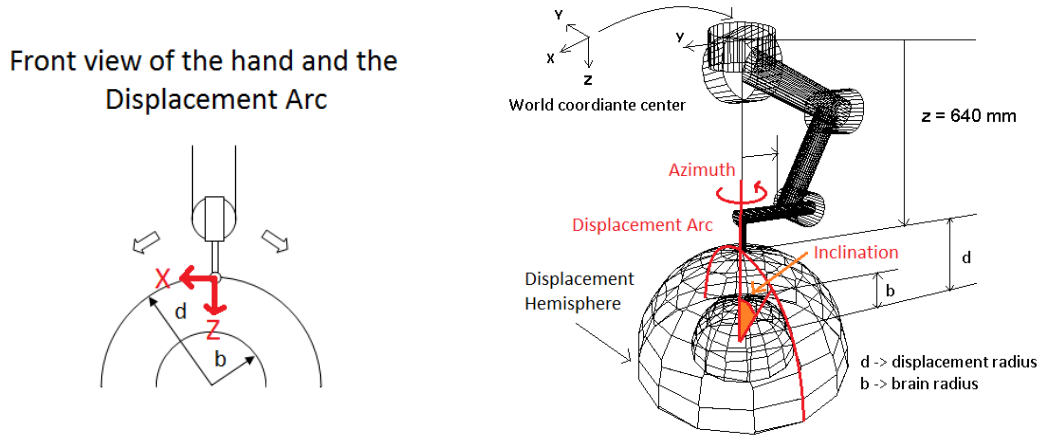 Front view of the hand and the
Displacement Arc
X
Z
d
b
Y
X
Z
World coordiante center
Y
z = 640 mm
Azimuth
Displacement Arc
Inclination
Displacement
Hemisphere
d
b
d -> displacement radius
b -> brain radius